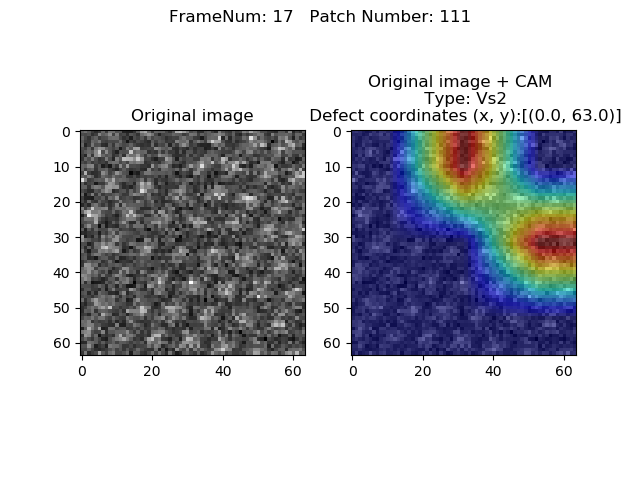 FrameNum: 17   Patch Number: 111
Original image
Original image + CAM
Type: Vs2
Defect coordinates (x, y):[(0.0, 63.0)]
0
10
20
30
40
50
60
0 20 40 60
0
10
20
30
40
50
60
0 20 40 60